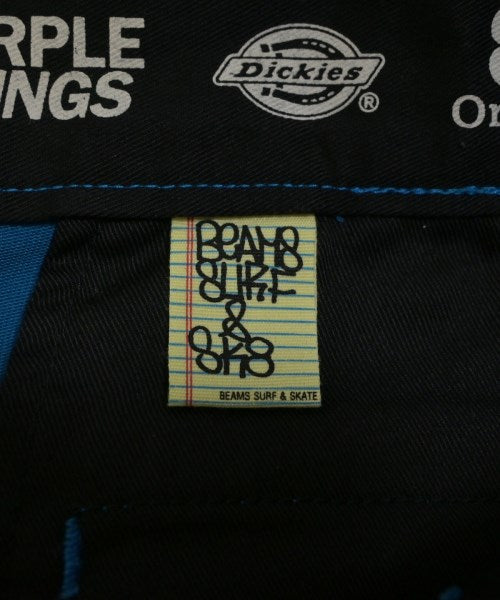 RPLE
NGS
Dickies
®
Or
BEAMS
SURF
&
SK8
BEAMS SURF & SKATE